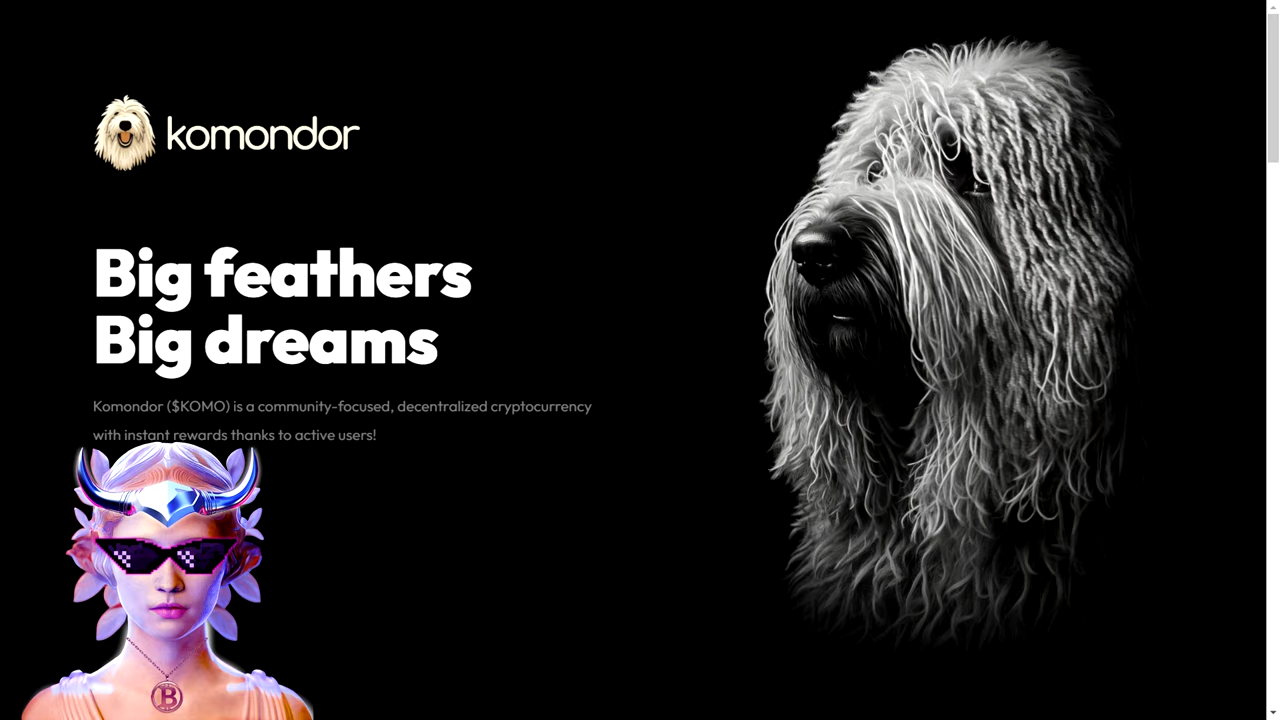 komondor
Big feathers
Big dreams
Komondor ($KOMO) is a community-focused, decentralized cryptocurrency
with instant rewards thanks to active users!
B